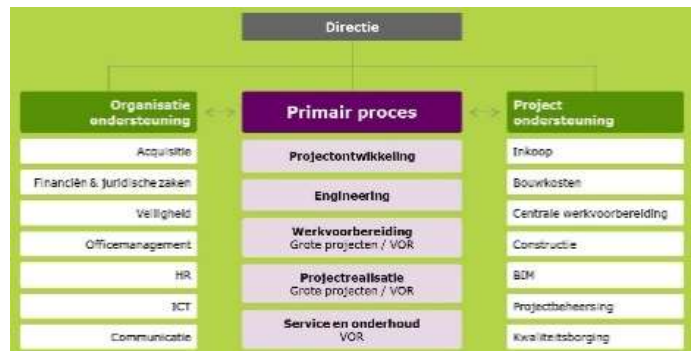 Directie
Organisatie
ondersteuning
Acquisitie
Financiën & juridische zaken
Veiligheid
Officemanagement
HR
ICT
Communicatie
Primair proces
Projectontwikkeling
Engineering
Werkvoorbereiding
Grote projecten / VOR
Projectrealisatie
Grote projecten / VOR
Service en onderhoud
VOR
Project
ondersteuning
Inkoop
Bouwkosten
Centrale werkvoorbereiding
Constructie
BIM
Projectbeheersing
Kwaliteitsborging